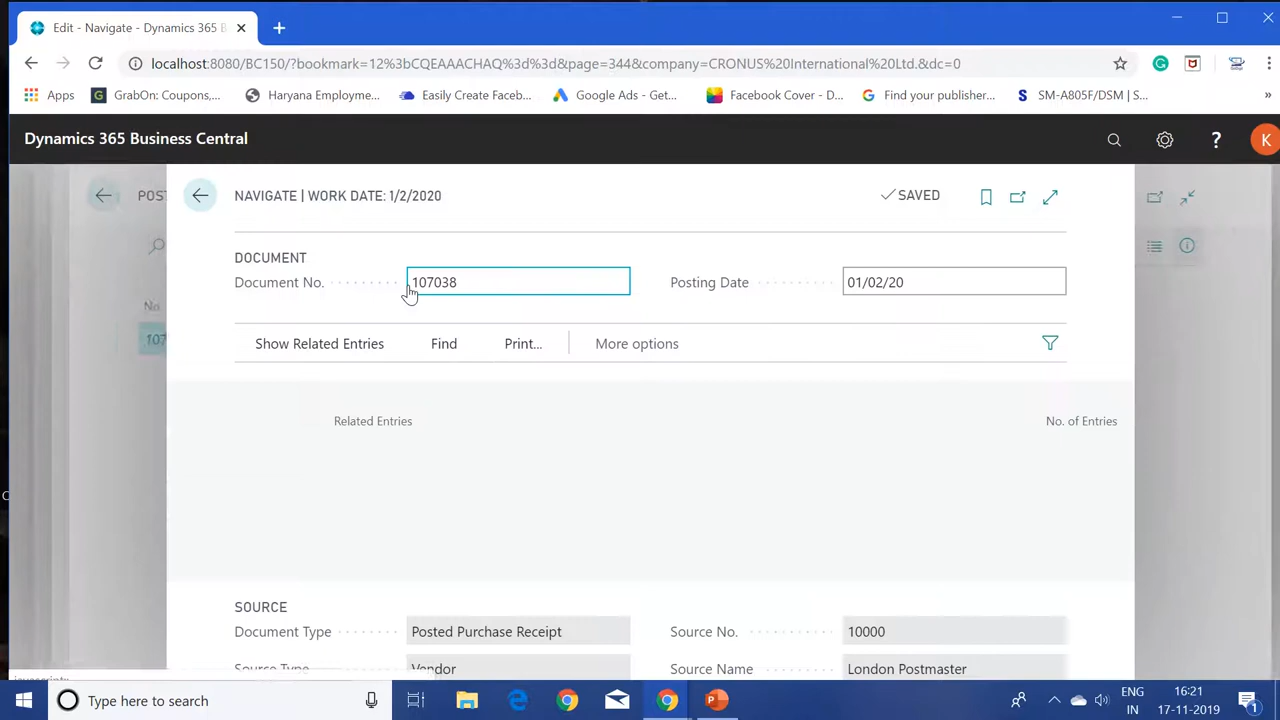 Edit - Navigate - Dynamics 365 B
localhost:8080/BC150/?bookmark=12%3bCQEAAACHAQ%3d%3d&page=344&company=CRONUS%20International%20Ltd.&dc=0
Apps GrabOn: Coupons,... Haryana Employme... Easily Create Faceb... Google Ads - Get... Facebook Cover - D... Find your publisher... SM-A805F/DSM | S... »
Dynamics 365 Business Central ? K
POST NAVIGATE | WORK DATE: 1/2/2020 SAVED
DOCUMENT
Document No. 107038 Posting Date 01/02/20
No
107
Show Related Entries Find Print... More options
Related Entries No. of Entries
SOURCE
Document Type Posted Purchase Receipt Source No. 10000
Source Type Vendor Source Name London Postmaster
Type here to search
ENG 16:21
IN 17-11-2019 1